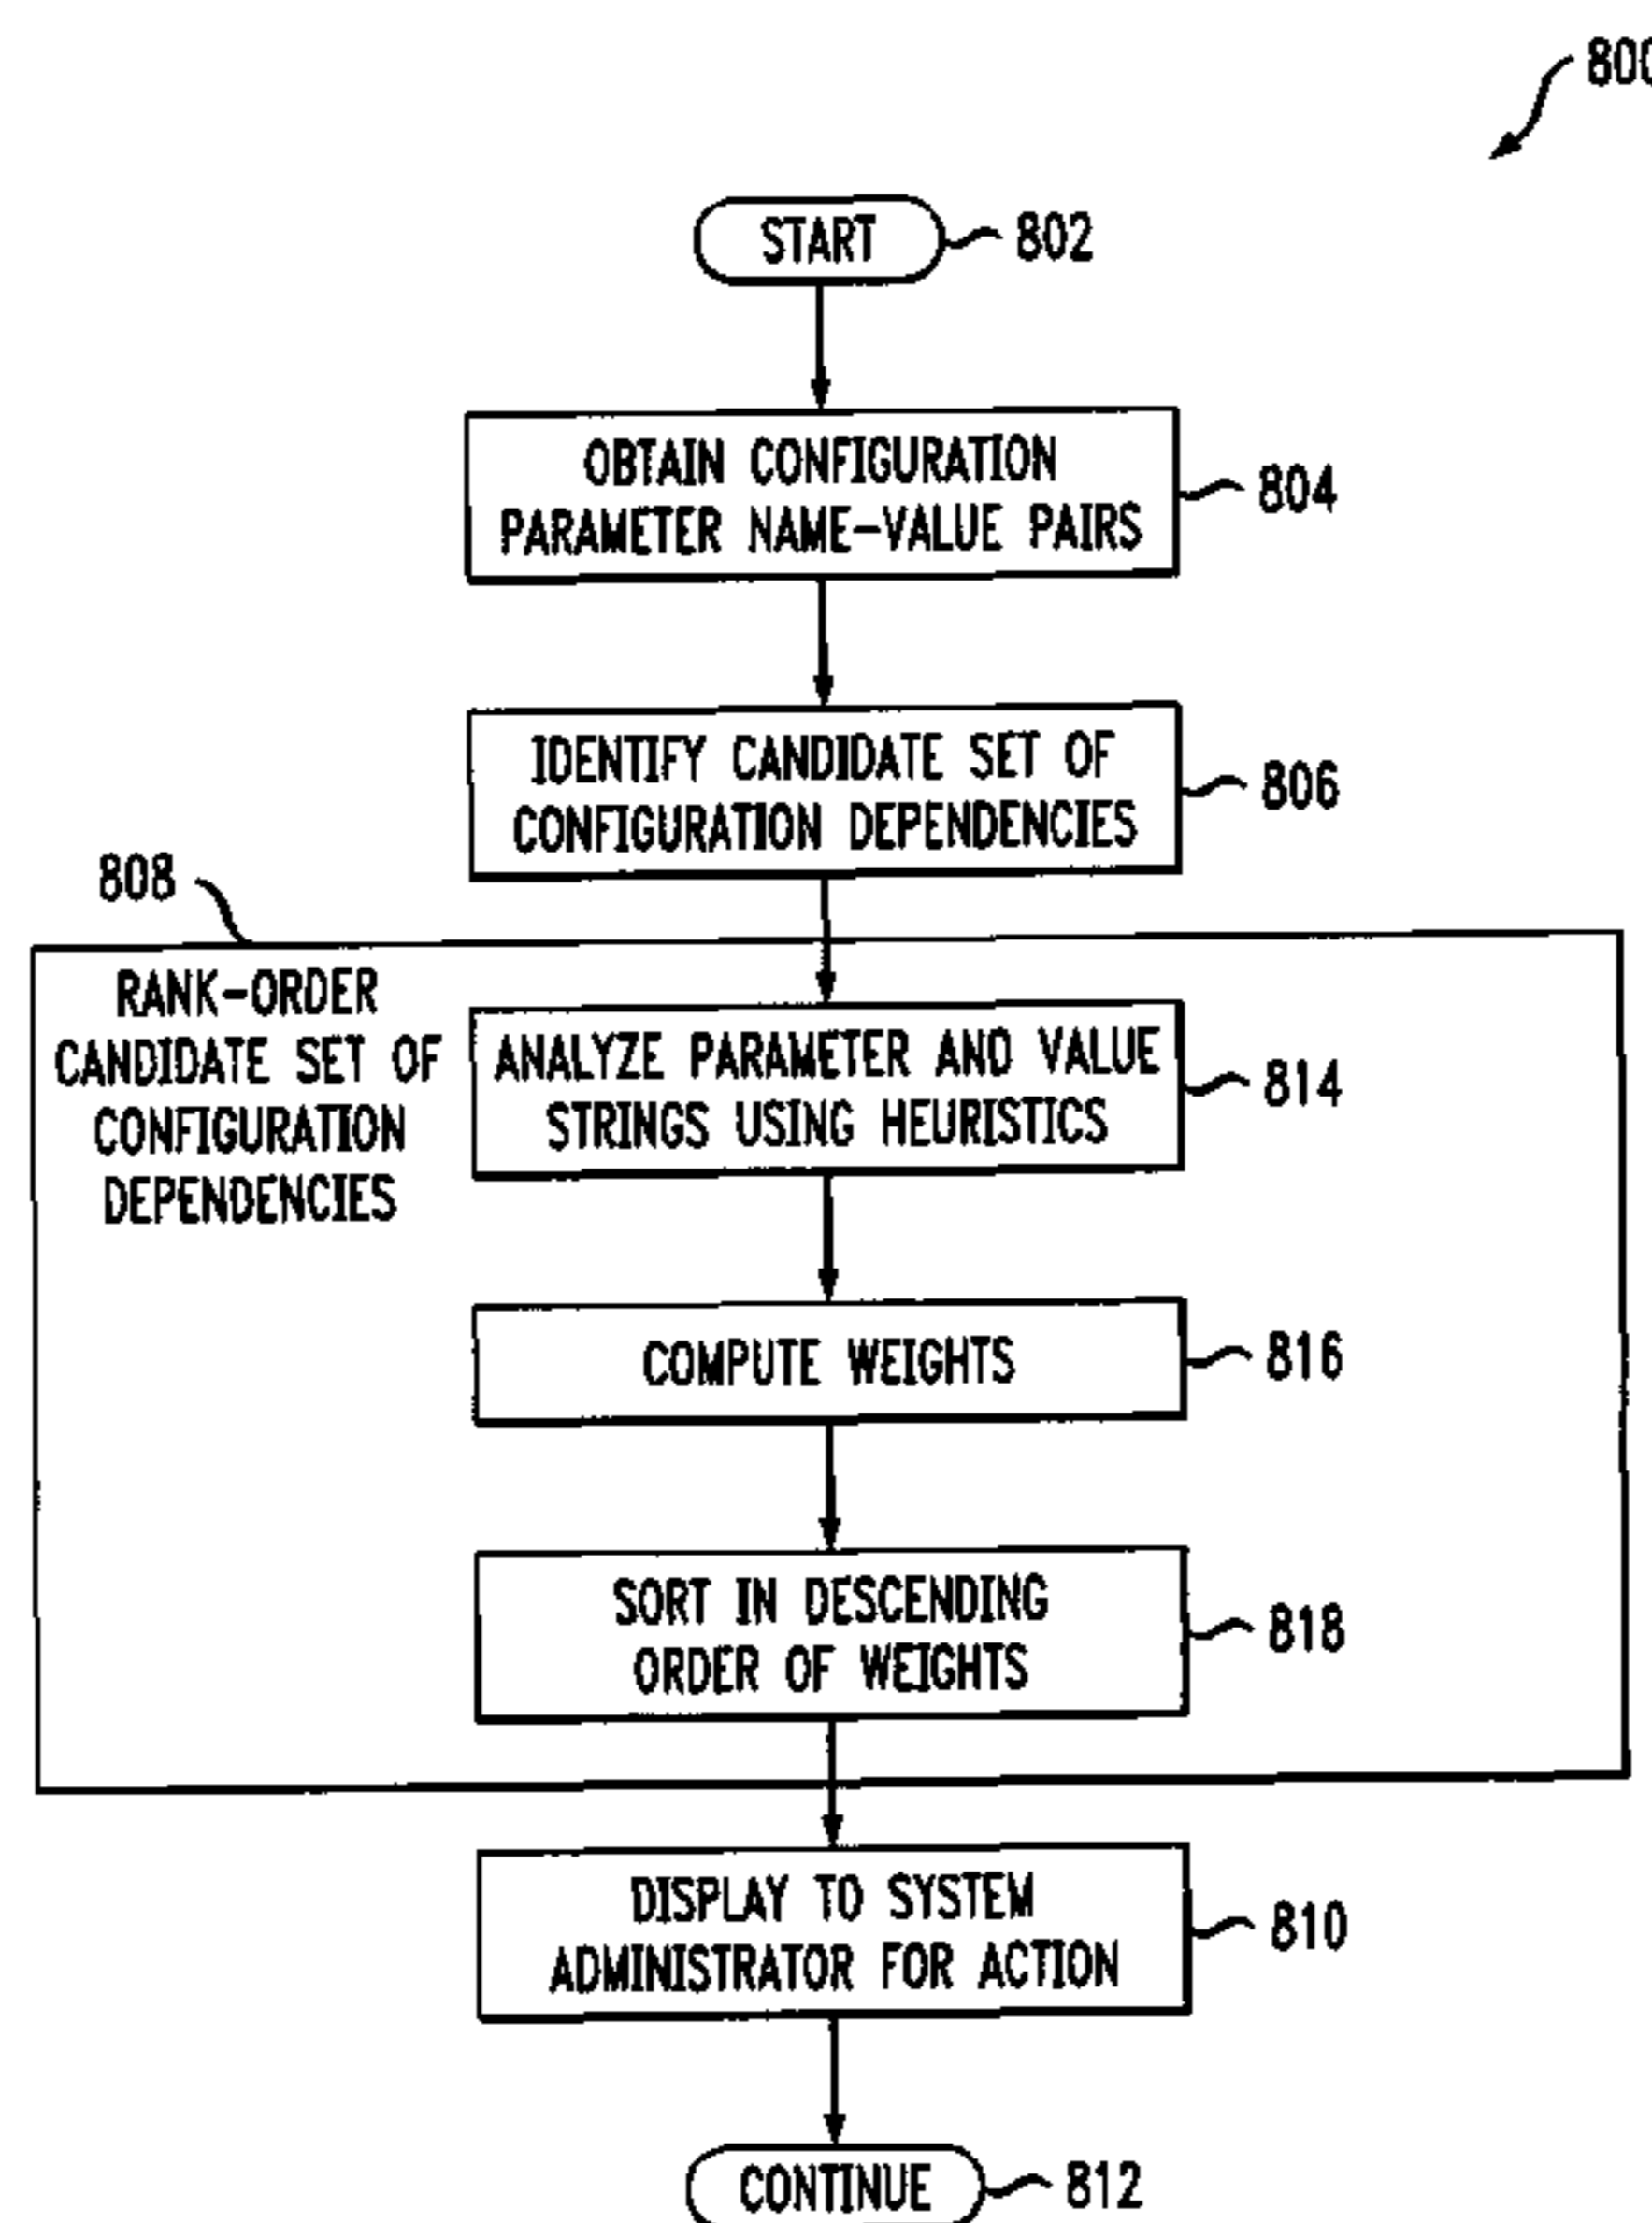 800
START
802
OBTAIN CONFIGURATION
PARAMETER NAME-VALUE PAIRS
804
IDENTIFY CANDIDATE SET OF
CONFIGURATION DEPENDENCIES
806
808
RANK-ORDER
CANDIDATE SET OF
CONFIGURATION
DEPENDENCIES
ANALYZE PARAMETER AND VALUE
STRINGS USING HEURISTICS
814
COMPUTE WEIGHTS
816
SORT IN DESCENDING
ORDER OF WEIGHTS
818
DISPLAY TO SYSTEM
ADMINISTRATOR FOR ACTION
810
CONTINUE
812